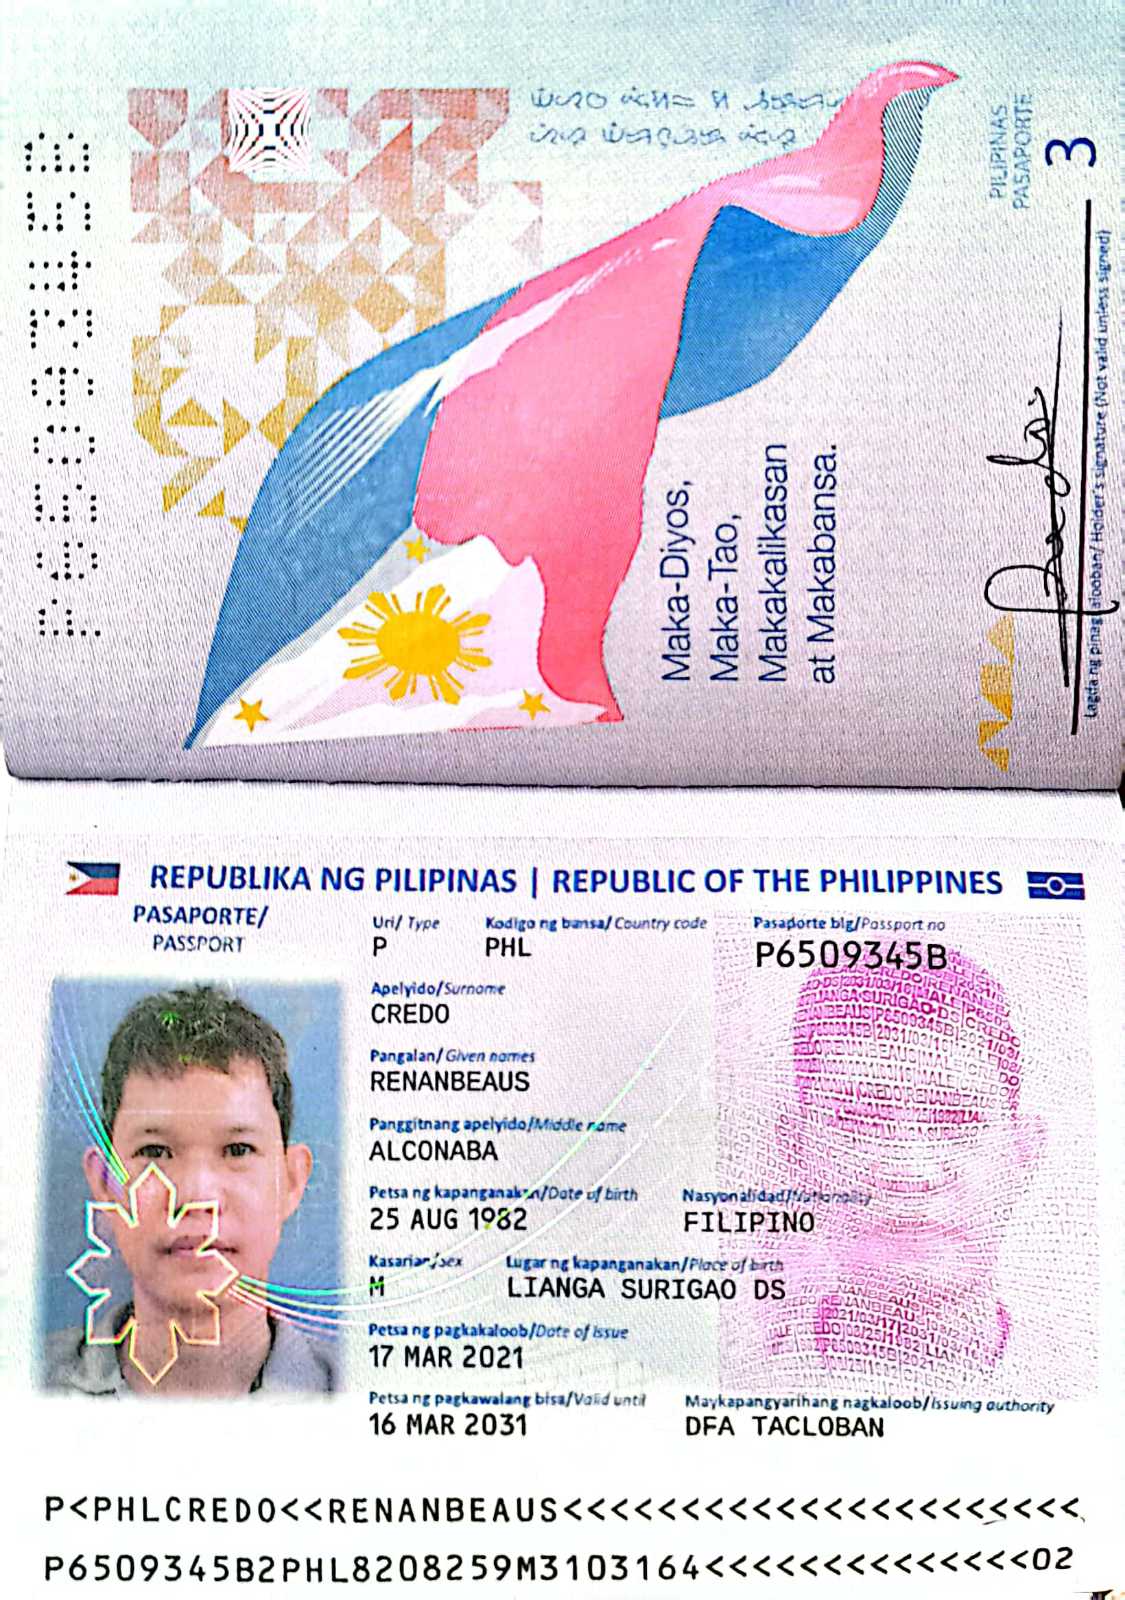 PILIPINAS
PASAPORTE
3
Maka-Diyos,
Maka-Tao,
Makakalikasan
at Makabansa.
Lagda ng pinagkalooban/ Holder's signature (Not valid unless signed)
REPUBLIKA NG PILIPINAS | REPUBLIC OF THE PHILIPPINES
PASAPORTE/
PASSPORT
Uri/ Type
Kodigo ng bansa/ Country code
Pasaporte blg/Passport no
P
PHL
P6509345B
Apelyido/Surname
CREDO
Pangalan/ Given names
RENANBEAUS
Panggitnang apelyido/Middle name
ALCONABA
Petsa ng kapanganakan/Date of birth
Nasyonalidad/Nationality
25 AUG 1982
FILIPINO
Kasarian/sex
Lugar ng kapanganakan/Place of birth
M
LIANGA SURIGAO DS
Petsa ng pagkakaloob/Date of issue
17 MAR 2021
Petsa ng pagkawalang bisa/Valid until
Maykapangyarihang nagkaloob/Issuing authority
16 MAR 2031
DFA TACLOBAN
P<PHLCREDO<<RENANBEAUS<<<<<<<<<<<<<<<<<<<<<<
P6509345B2PHL8208259M3103164<<<<<<<<<<<<<<02